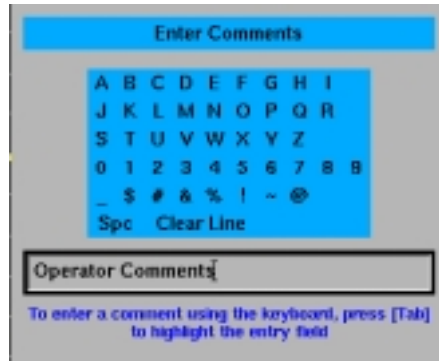 Enter Comments
A B C D E F G H I
J K L M N O P Q R
S T U V W X Y Z
0 1 2 3 4 5 6 7 8 9
_ $ # & % ! ~ @
Spc Clear Line
Operator Comments
To enter a comment using the keyboard, press [Tab]
to highlight the entry field